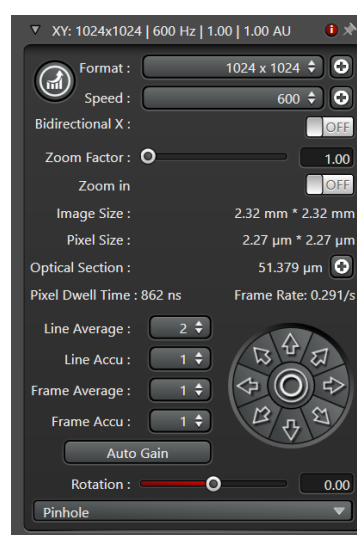 XY: 1024x1024 | 600 Hz | 1.00 | 1.00 AU
Format : 1024 x 1024
Speed : 600
Bidirectional X : OFF
Zoom Factor : 1.00
Zoom in OFF
Image Size : 2.32 mm * 2.32 mm
Pixel Size : 2.27 µm * 2.27 µm
Optical Section : 51.379 µm
Pixel Dwell Time : 862 ns Frame Rate: 0.291/s
Line Average : 2
Line Accu : 1
Frame Average : 1
Frame Accu : 1
Auto Gain
Rotation : 0.00
Pinhole